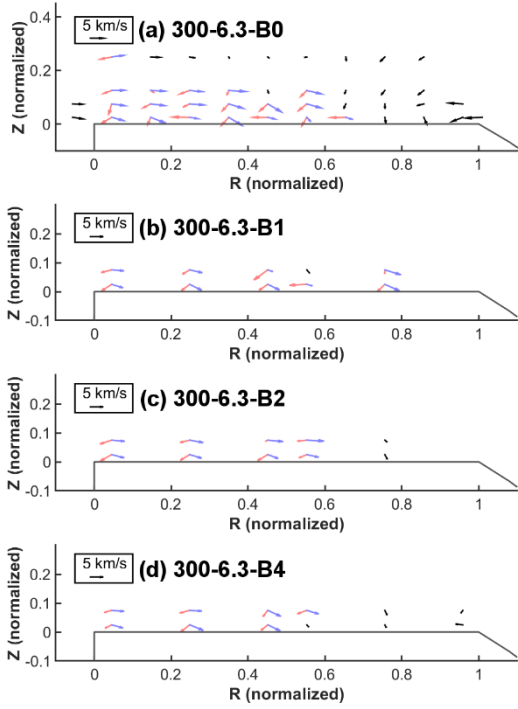 0.4
5 km/s
(a) 300-6.3-B0
0.2
0
Z (normalized)
0 0.2 0.4 0.6 0.8 1
R (normalized)
5 km/s
(b) 300-6.3-B1
0.2
0.1
0
-0.1
Z (normalized)
0 0.2 0.4 0.6 0.8 1
R (normalized)
5 km/s
(c) 300-6.3-B2
0.2
0.1
0
-0.1
Z (normalized)
0 0.2 0.4 0.6 0.8 1
R (normalized)
5 km/s
(d) 300-6.3-B4
0.2
0.1
0
-0.1
Z (normalized)
0 0.2 0.4 0.6 0.8 1
R (normalized)